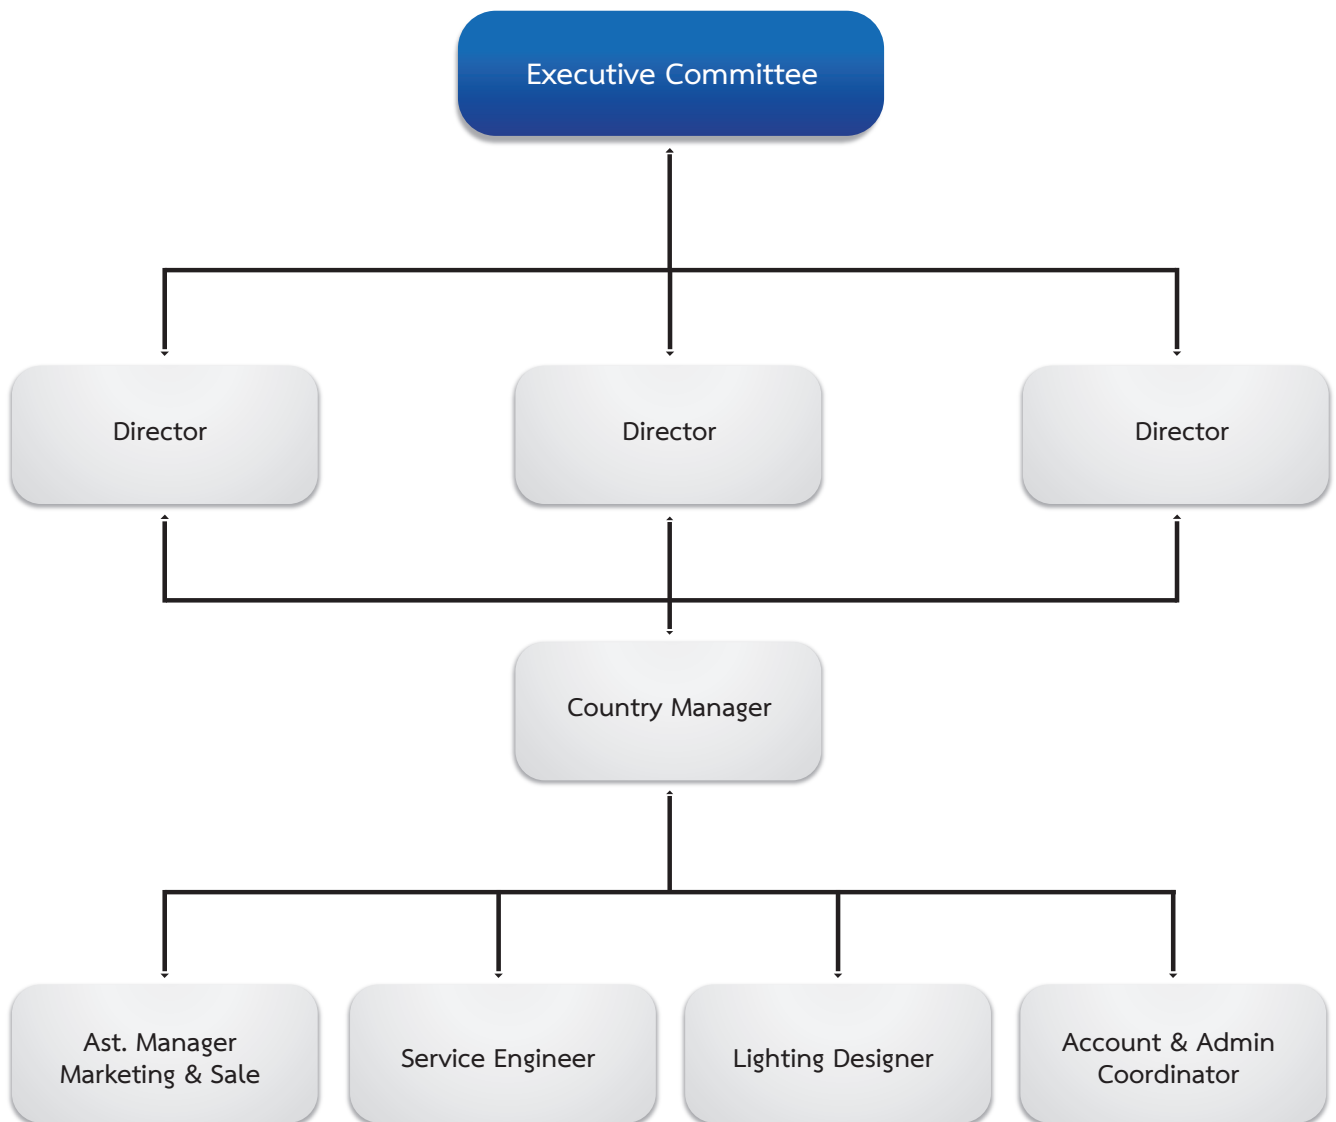 Executive Committee
Director
Director
Director
Country Manager
Ast. Manager
Marketing & Sale
Service Engineer
Lighting Designer
Account & Admin
Coordinator